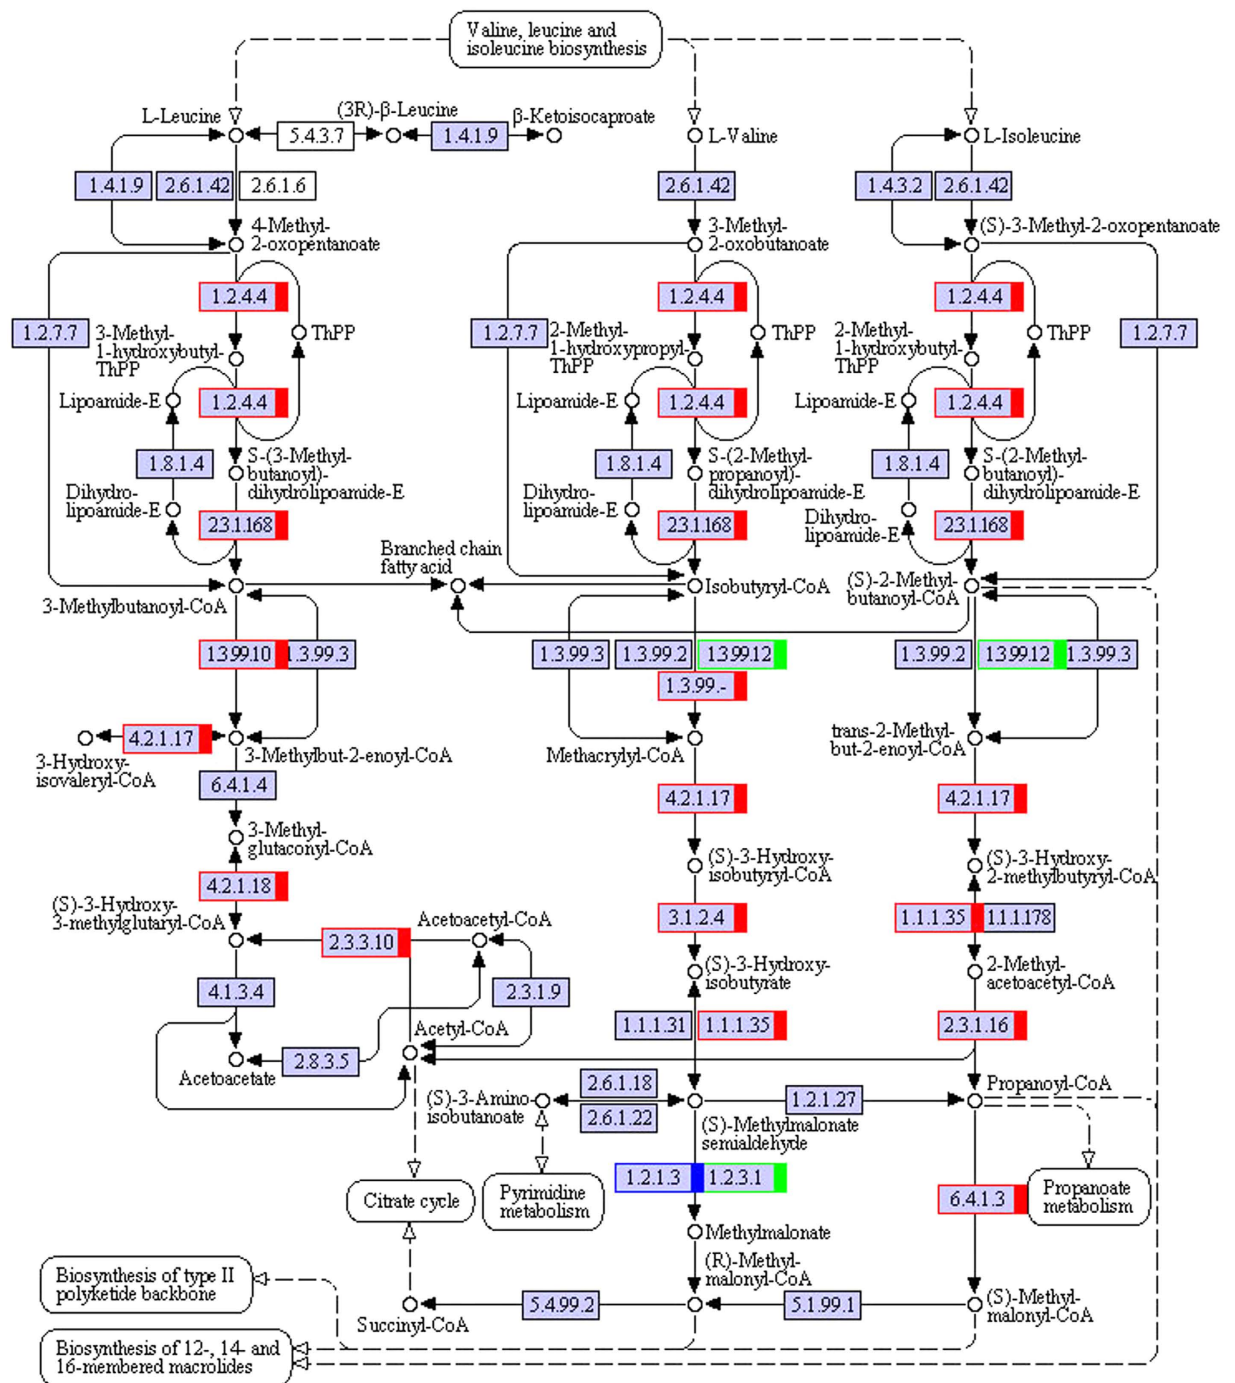 Valine, leucine and
isoleucine biosynthesis
L-Leucine
(3R)-β-Leucine
β-Ketoisocaproate
L-Valine
L-Isoleucine
5.4.3.7
1.4.1.9
1.4.1.9
2.6.1.42
2.6.1.6
2.6.1.42
1.4.3.2
2.6.1.42
4-Methyl-
2-oxopentanoate
3-Methyl-
2-oxobutanoate
(S)-3-Methyl-2-oxopentanoate
1.2.4.4
1.2.4.4
1.2.4.4
1.2.7.7
3-Methyl-
1-hydroxybutyl-
ThPP
ThPP
1.2.7.7
2-Methyl-
1-hydroxypropyl-
ThPP
ThPP
2-Methyl-
1-hydroxybutyl-
ThPP
ThPP
1.2.7.7
Lipoamide-E
1.2.4.4
Lipoamide-E
1.2.4.4
Lipoamide-E
1.2.4.4
1.8.1.4
S-(3-Methyl-
butanoyl)-
dihydrolipoamide-E
1.8.1.4
S-(2-Methyl-
propanoyl)-
dihydrolipoamide-E
1.8.1.4
S-(2-Methyl-
butanoyl)-
dihydrolipoamide-E
Dihydro-
lipoamide-E
2.3.1.168
Dihydro-
lipoamide-E
2.3.1.168
Dihydro-
lipoamide-E
2.3.1.168
Branched chain
fatty acid
3-Methylbutanoyl-CoA
Isobutyryl-CoA
(S)-2-Methyl-
butanoyl-CoA
1.3.99.10
1.3.99.3
1.3.99.3
1.3.99.2
1.3.99.12
1.3.99.2
1.3.99.12
1.3.99.3
1.3.99.-
4.2.1.17
3-Hydroxy-
isovaleryl-CoA
3-Methylbut-2-enoyl-CoA
Methacrylyl-CoA
trans-2-Methyl-
but-2-enoyl-CoA
6.4.1.4
4.2.1.17
4.2.1.17
3-Methyl-
glutaconyl-CoA
(S)-3-Hydroxy-
isobutyryl-CoA
(S)-3-Hydroxy-
2-methylbutyryl-CoA
4.2.1.18
(S)-3-Hydroxy-
3-methylglutaryl-CoA
2.3.3.10
Acetoacetyl-CoA
3.1.2.4
1.1.1.35
1.1.1.178
4.1.3.4
2.3.1.9
(S)-3-Hydroxy-
isobutyrate
2-Methyl-
acetoacetyl-CoA
Acetyl-CoA
1.1.1.31
1.1.1.35
2.3.1.16
Acetoacetate
2.8.3.5
(S)-3-Amino-
isobutanoate
2.6.1.18
2.6.1.22
1.2.1.27
Propanoyl-CoA
(S)-Methylmalonate
semialdehyde
1.2.1.3
1.2.3.1
Citrate cycle
Pyrimidine
metabolism
6.4.1.3
Propanoate
metabolism
Methylmalonate
(R)-Methyl-
malonyl-CoA
Biosynthesis of type II
polyketide backbone
Succinyl-CoA
5.4.99.2
5.1.99.1
(S)-Methyl-
malonyl-CoA
Biosynthesis of 12-, 14- and
16-membered macrolides